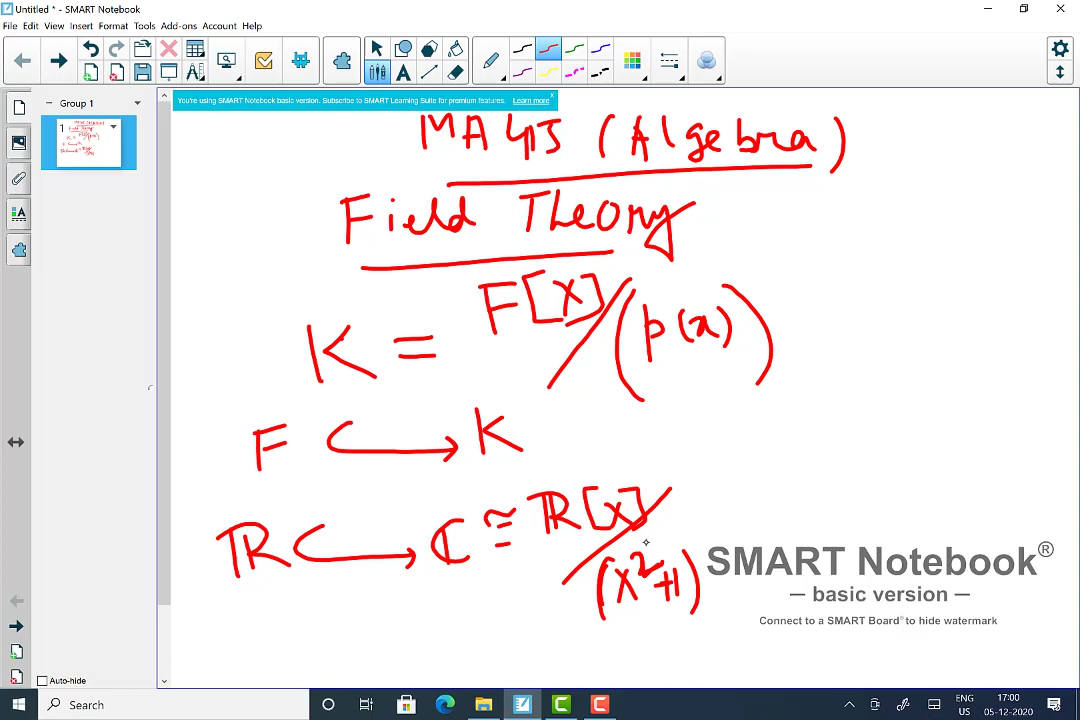 Untitled * - SMART Notebook
File Edit View Insert Format Tools Add-ons Account Help
Group 1
You're using SMART Notebook basic version. Subscribe to SMART Learning Suite for premium features. Learn more x
1
MA 415 (Algebra)
Field Theory
K = F[x]/(p(x))
F ↪ K
ℝ ↪ ℂ ≅ ℝ[x]/(x²+1)
SMART Notebook®
— basic version —
Connect to a SMART Board® to hide watermark
Auto-hide
Search
ENG
US
17:00
05-12-2020